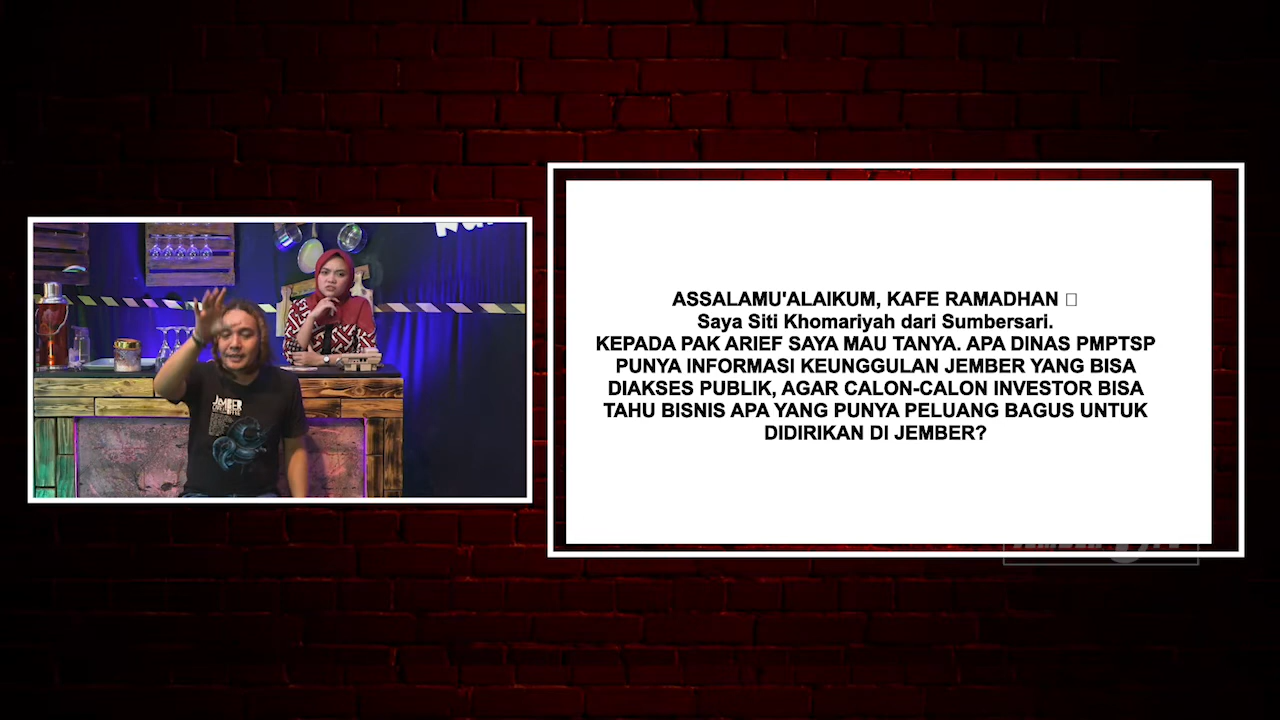 JEMBER
ASSALAMU'ALAIKUM, KAFE RAMADHAN □
Saya Siti Khomariyah dari Sumbersari.
KEPADA PAK ARIEF SAYA MAU TANYA. APA DINAS PMPTSP
PUNYA INFORMASI KEUNGGULAN JEMBER YANG BISA
DIAKSES PUBLIK, AGAR CALON-CALON INVESTOR BISA
TAHU BISNIS APA YANG PUNYA PELUANG BAGUS UNTUK
DIDIRIKAN DI JEMBER?